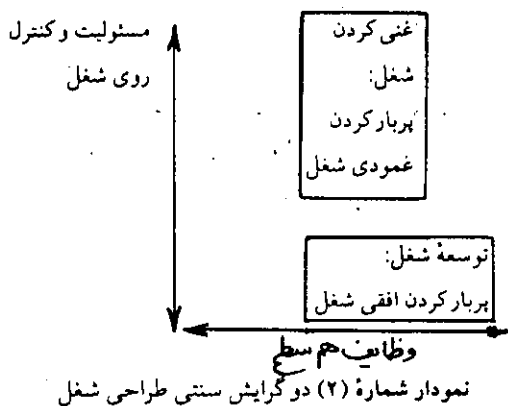 مسئولیت و کنترل
روی شغل
غنی کردن
شغل:
پربار کردن
عمودی شغل
توسعهٔ شغل:
پربار کردن افقی شغل
وظایف هم سطح
نمودار شمارهٔ (۲) دو گرایش سنتی طراحی شغل